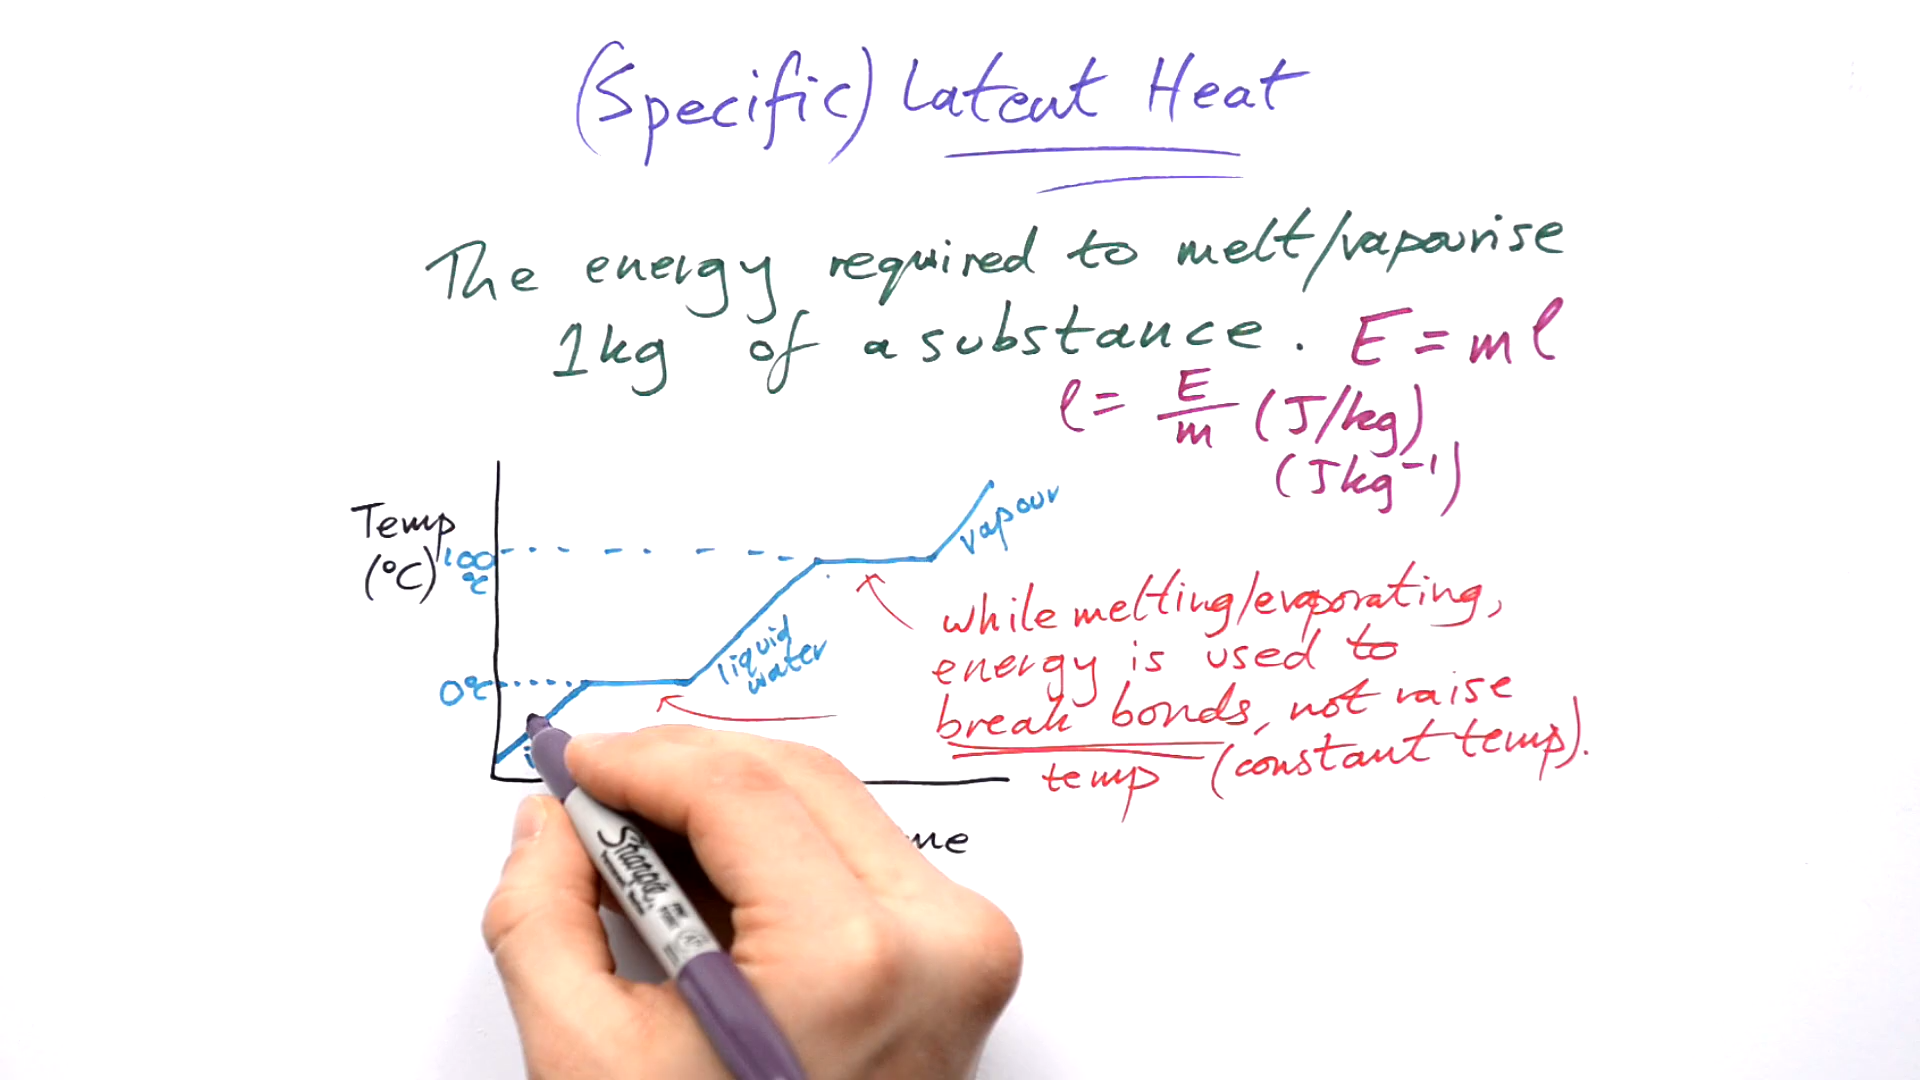 (Specific) Latent Heat
The energy required to melt/vapourise
1kg of a substance. E = ml
l = E/m (J/kg)
(Jkg⁻¹)
Temp
(°C)
100
°C
0°C
liquid
water
vapour
while melting/evaporating,
energy is used to
break bonds, not raise
temp (constant temp).
Sharpie